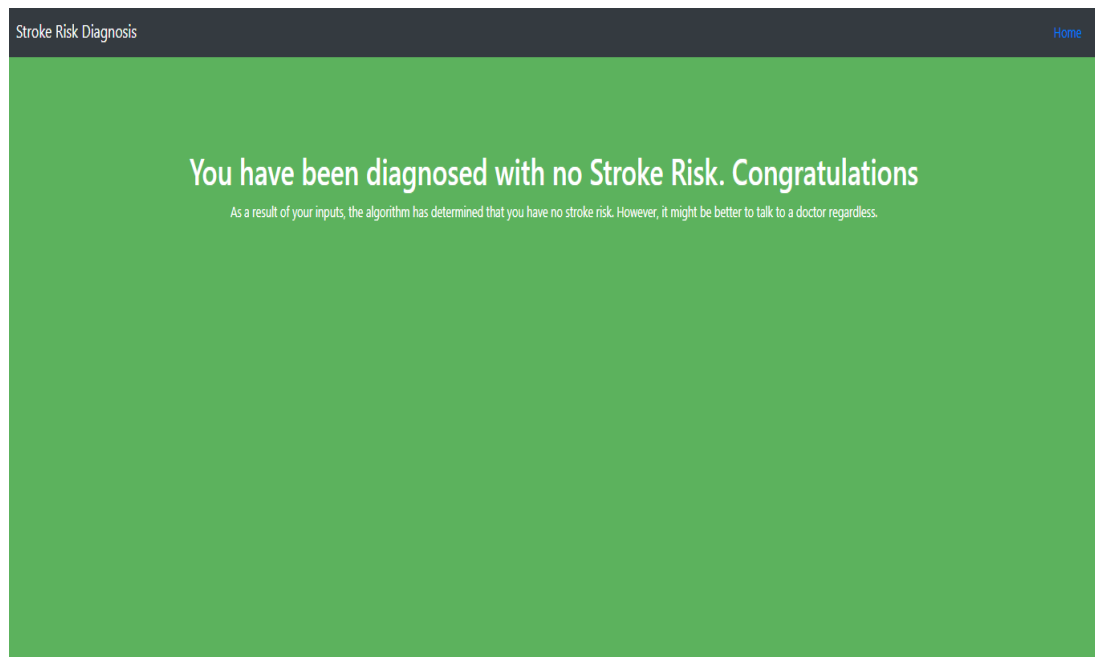 Stroke Risk Diagnosis
Home
You have been diagnosed with no Stroke Risk. Congratulations
As a result of your inputs, the algorithm has determined that you have no stroke risk. However, it might be better to talk to a doctor regardless.